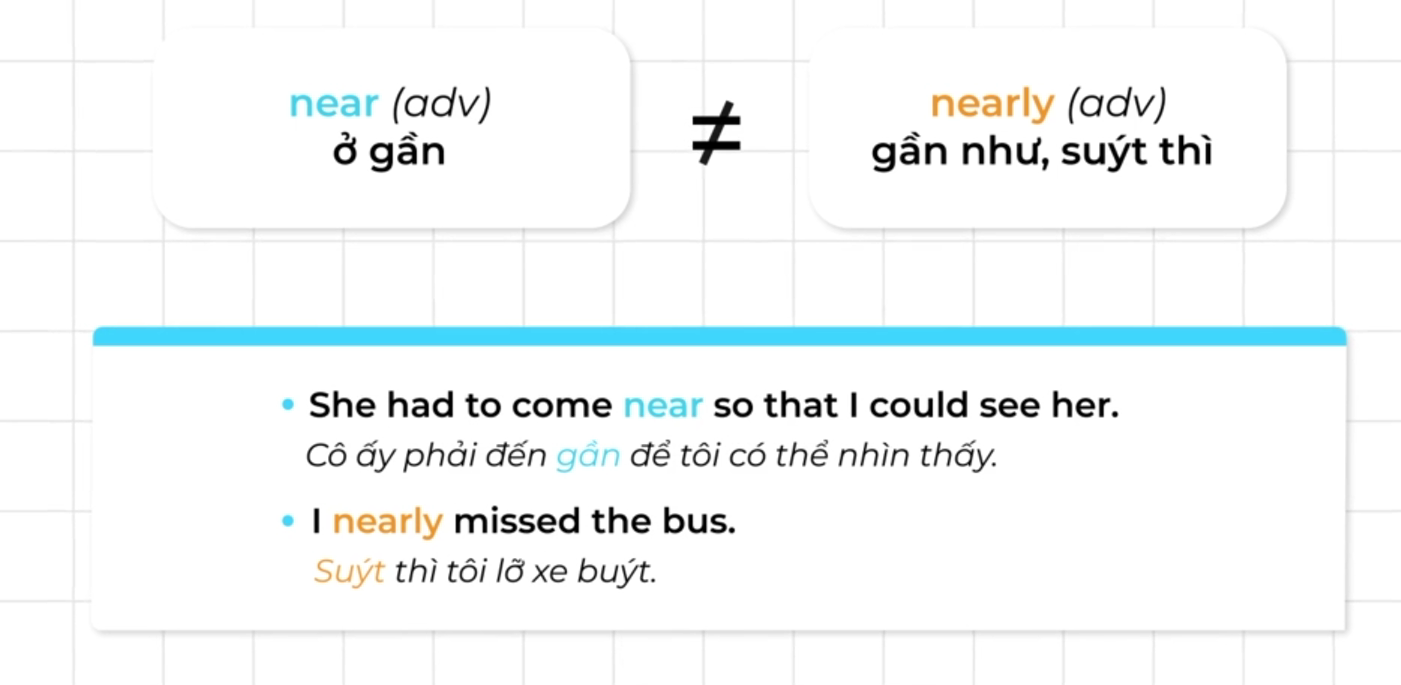 near (adv)
ở gần
≠
nearly (adv)
gần như, suýt thì
• She had to come near so that I could see her.
Cô ấy phải đến gần để tôi có thể nhìn thấy.
• I nearly missed the bus.
Suýt thì tôi lỡ xe buýt.